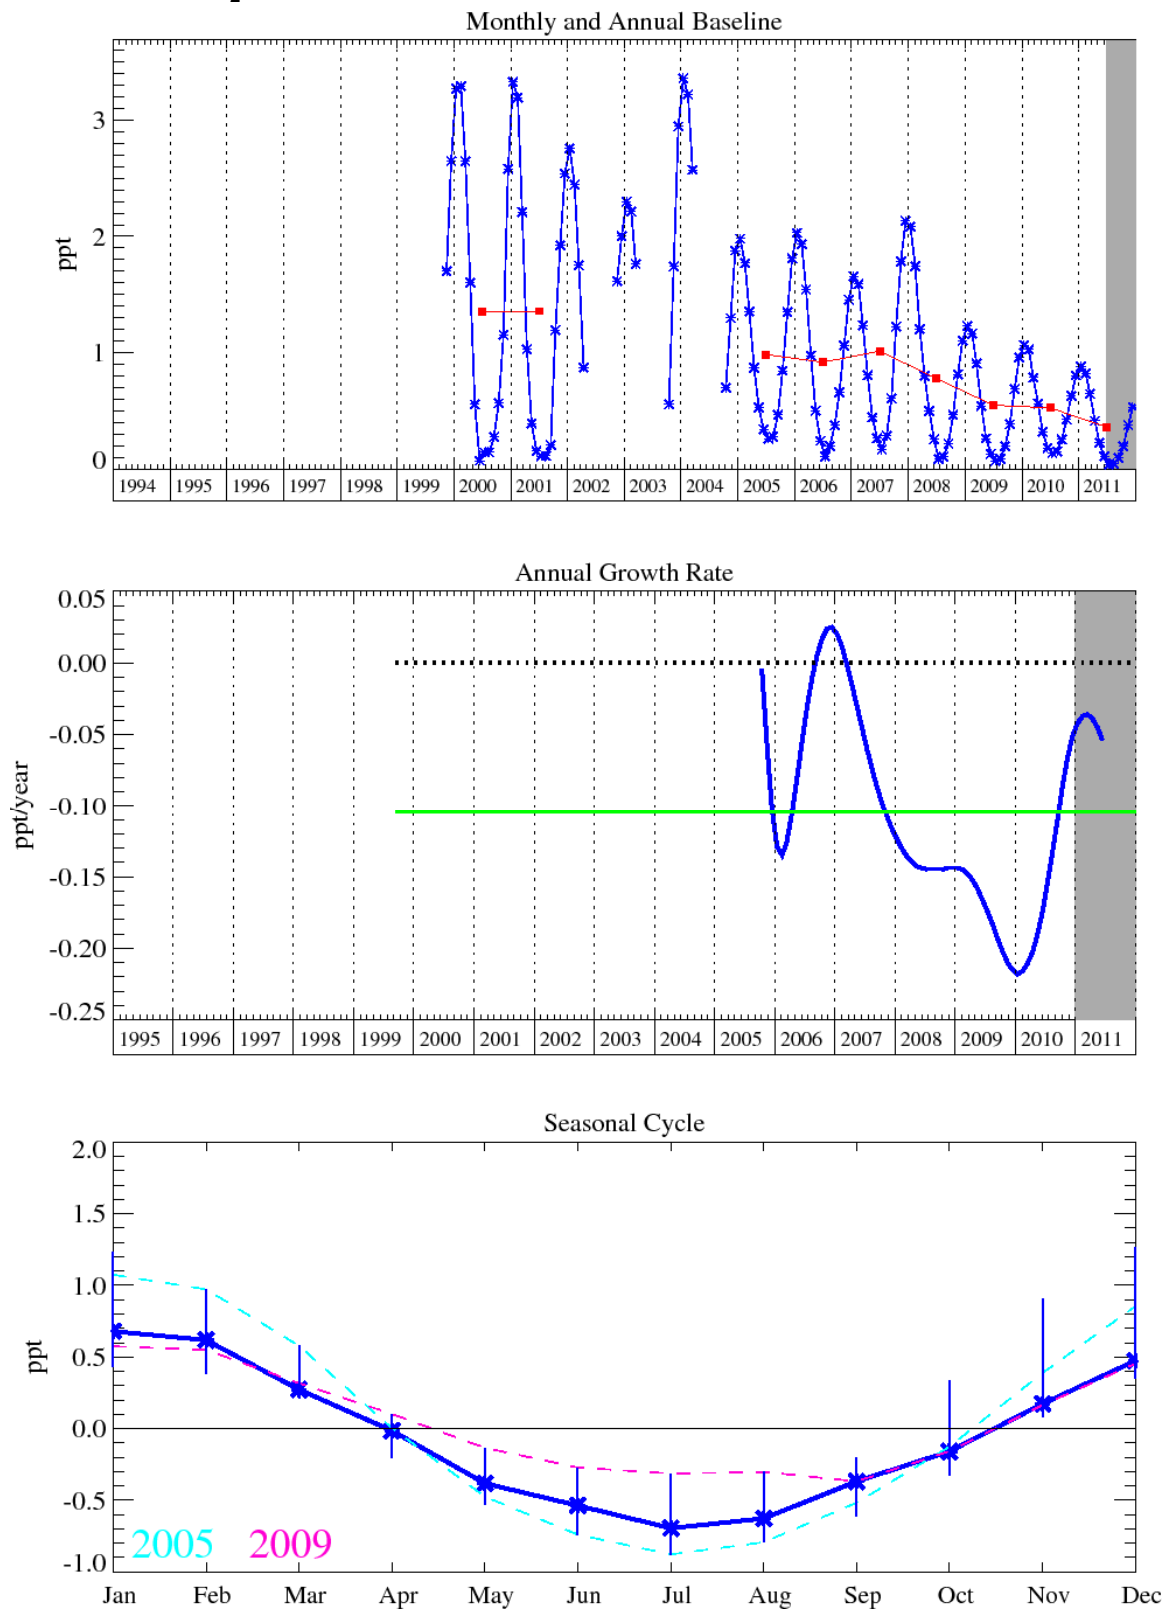 Monthly and Annual Baseline
3
2
1
0
ppt
1994 1995 1996 1997 1998 1999 2000 2001 2002 2003 2004 2005 2006 2007 2008 2009 2010 2011
Annual Growth Rate
0.05
0.00
-0.05
-0.10
-0.15
-0.20
-0.25
ppt/year
1995 1996 1997 1998 1999 2000 2001 2002 2003 2004 2005 2006 2007 2008 2009 2010 2011
Seasonal Cycle
2.0
1.5
1.0
0.5
0.0
-0.5
-1.0
ppt
2005 2009
Jan Feb Mar Apr May Jun Jul Aug Sep Oct Nov Dec